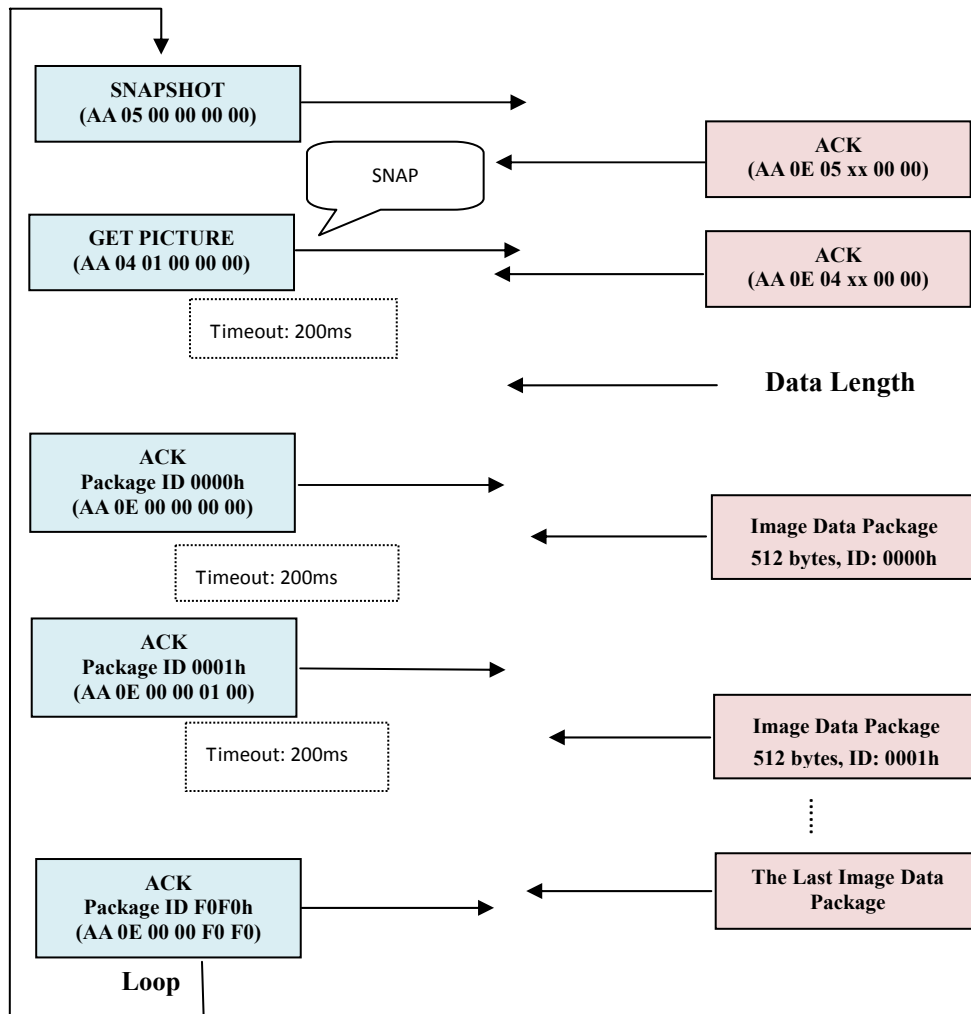 SNAPSHOT
(AA 05 00 00 00 00)
ACK
(AA 0E 05 xx 00 00)
SNAP
GET PICTURE
(AA 04 01 00 00 00)
ACK
(AA 0E 04 xx 00 00)
Timeout: 200ms
Data Length
ACK
Package ID 0000h
(AA 0E 00 00 00 00)
Image Data Package
512 bytes, ID: 0000h
Timeout: 200ms
ACK
Package ID 0001h
(AA 0E 00 00 01 00)
Image Data Package
512 bytes, ID: 0001h
Timeout: 200ms
The Last Image Data
Package
ACK
Package ID F0F0h
(AA 0E 00 00 F0 F0)
Loop